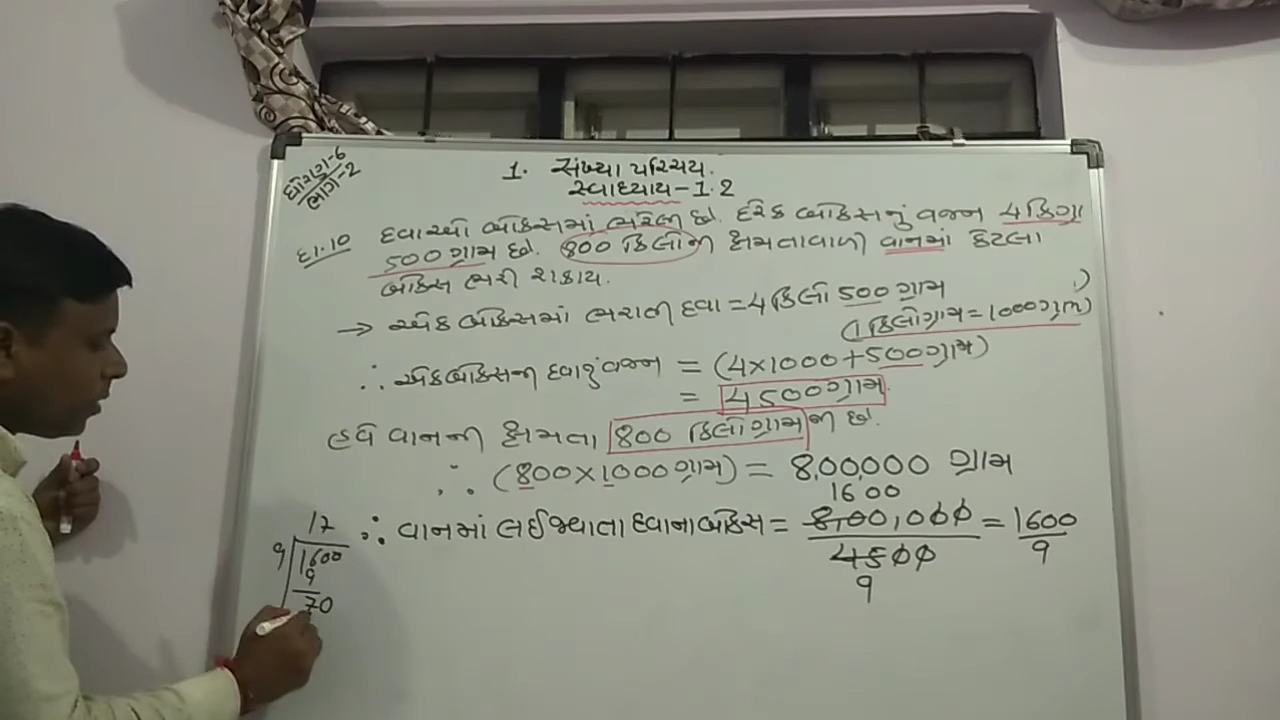 ધોરણ-6
ભાગ-2
1. સંખ્યા પરિચય.
સ્વાધ્યાય-1.2
દા.10 દવાઓ બોક્સમાં ભરેલી છે. દરેક બોક્સનું વજન 4 કિગ્રા
500 ગ્રામ છે. 800 કિલોની ક્ષમતાવાળી વાનમાં કેટલા
બોક્સ ભરી શકાય.
→ એક બોક્સમાં ભરાતી દવા = 4 કિલો 500 ગ્રામ
(1 કિલોગ્રામ = 1000 ગ્રામ)
∴ એક બોક્સની દવાનું વજન = (4×1000+500 ગ્રામ)
= 4500 ગ્રામ.
હવે વાનની ક્ષમતા 800 કિલોગ્રામ ની છે.
∴ (800×1000 ગ્રામ) = 8,00,000 ગ્રામ
1600
∴ વાનમાં લઈ જવાતા દવાના બોક્સ = 8,00,000 = 1600
4500 9
9
17
9 1600
9
70